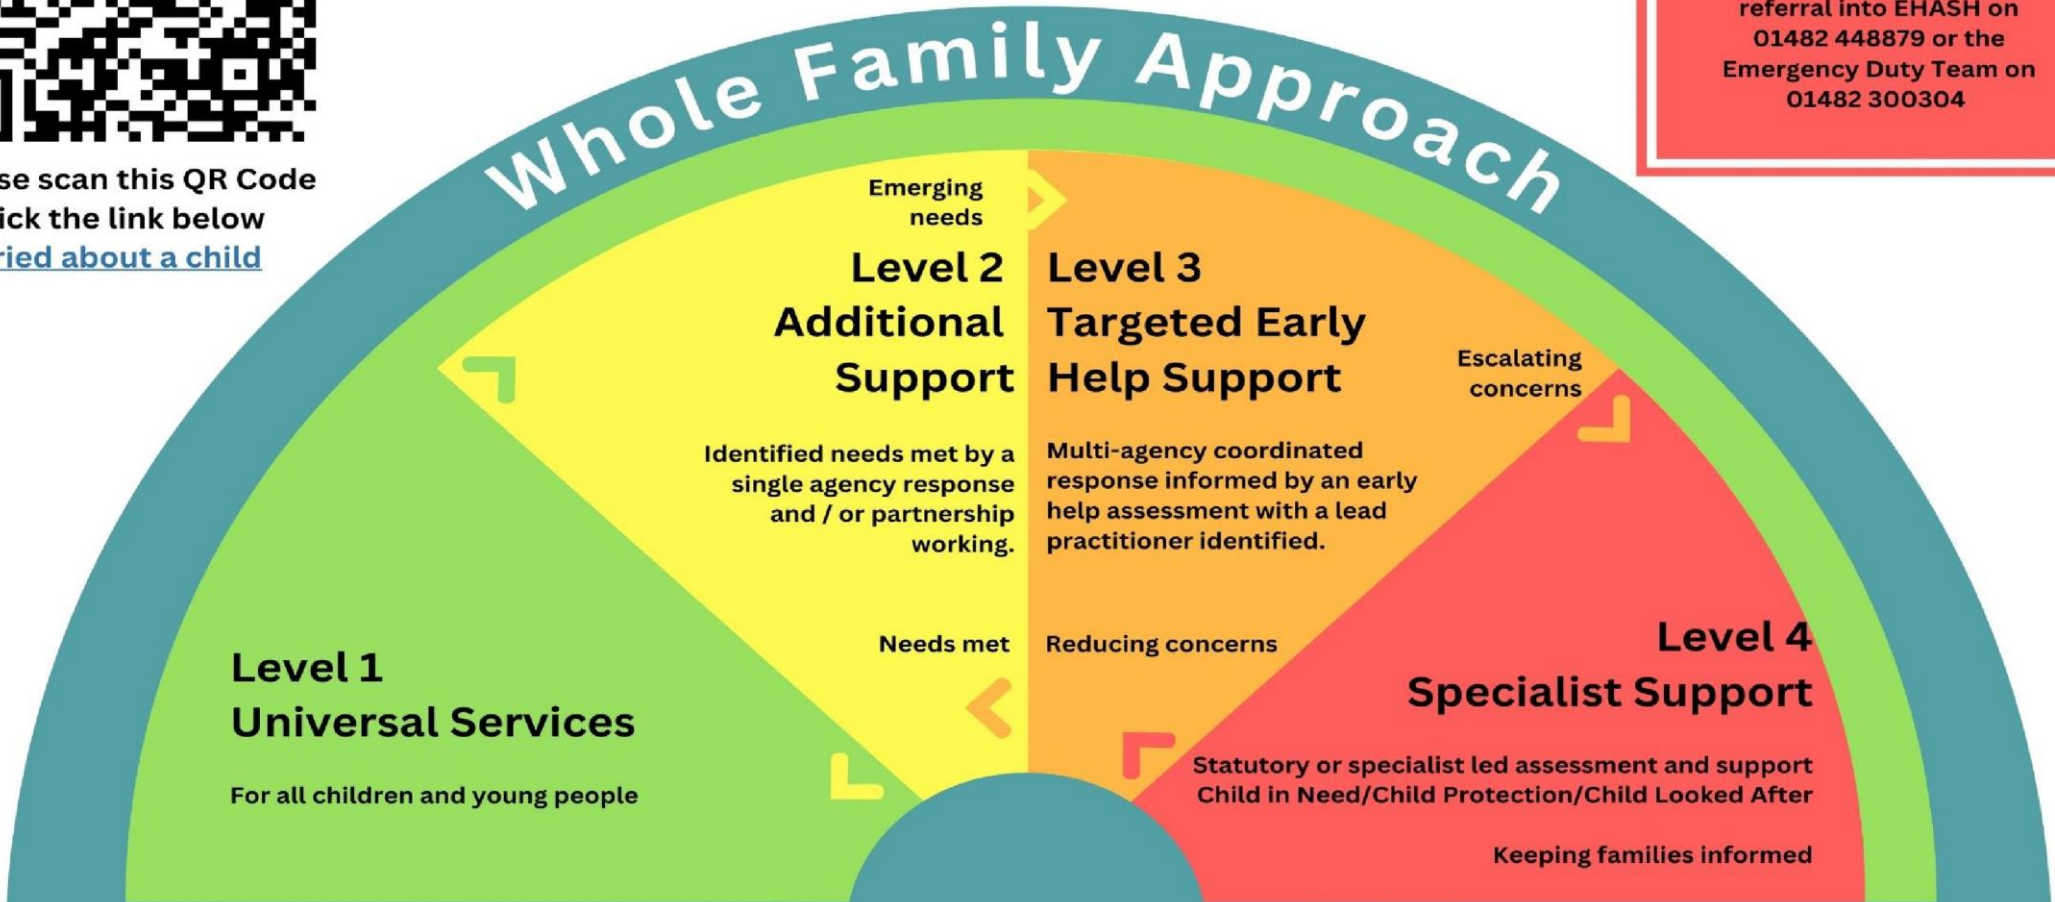 se scan this QR Code
ick the link below
ried about a child
referral into EHASH on
01482 448879 or the
Emergency Duty Team on
01482 300304
Whole Family Approach
Emerging
needs
Level 2
Additional
Support
Identified needs met by a
single agency response
and / or partnership
working.
Needs met
Level 3
Targeted Early
Help Support
Escalating
concerns
Multi-agency coordinated
response informed by an early
help assessment with a lead
practitioner identified.
Reducing concerns
Level 1
Universal Services
For all children and young people
Level 4
Specialist Support
Statutory or specialist led assessment and support
Child in Need/Child Protection/Child Looked After
Keeping families informed